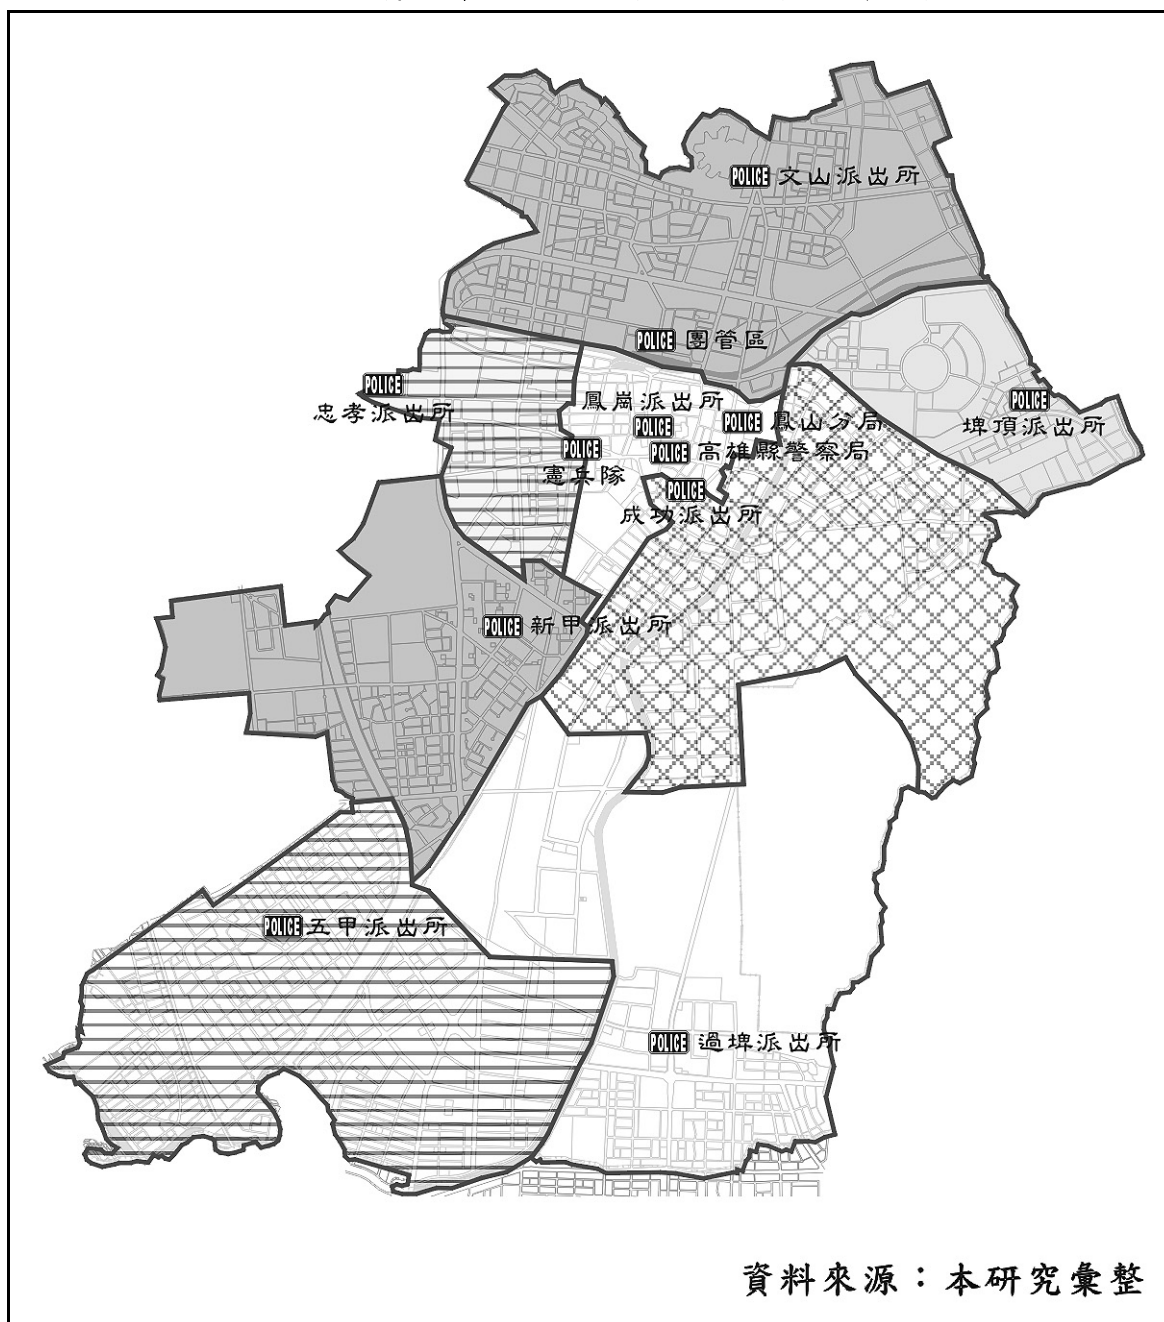 POLICE 文山派出所
POLICE 團管區
POLICE
忠孝派出所
鳳崗派出所
POLICE
POLICE 鳳山分局
POLICE
埤頂派出所
POLICE
憲兵隊
POLICE 高雄縣警察局
POLICE
成功派出所
POLICE 新甲派出所
POLICE 五甲派出所
POLICE 過埤派出所
資料來源：本研究彙整